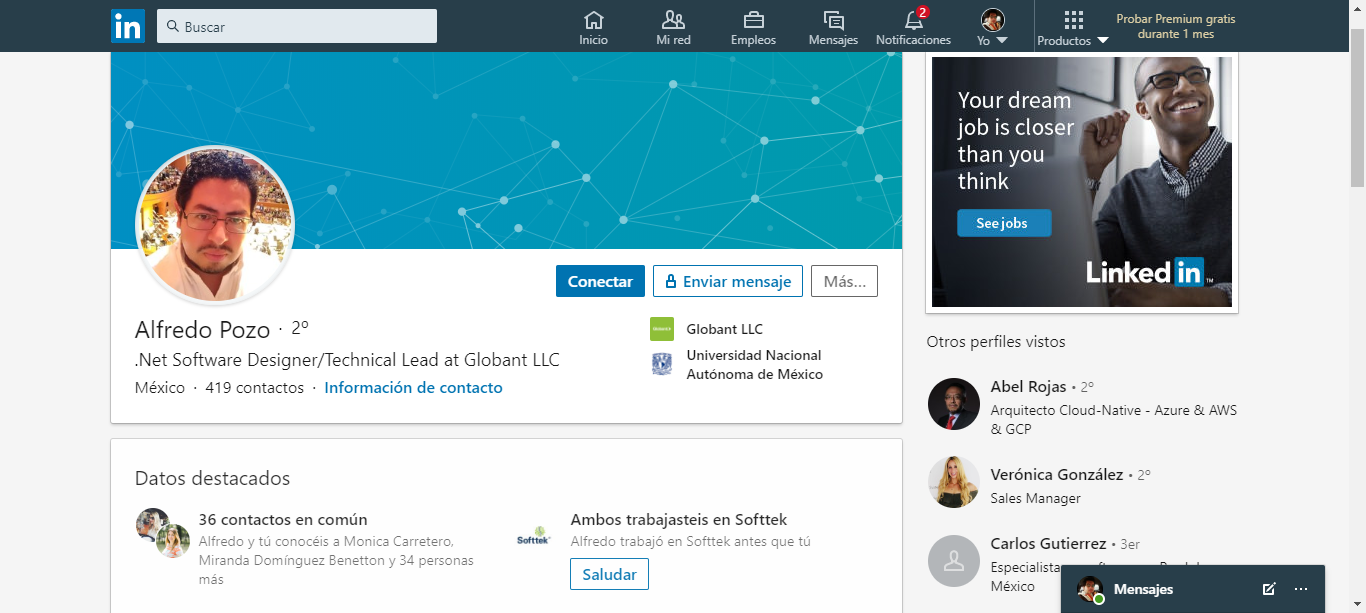 in
Buscar
Inicio
Mi red
Empleos
Mensajes
2
Notificaciones
Yo
Productos
Probar Premium gratis
durante 1 mes
Conectar
Enviar mensaje
Más...
Alfredo Pozo · 2º
.Net Software Designer/Technical Lead at Globant LLC
México · 419 contactos · Información de contacto
Globant LLC
Universidad Nacional
Autónoma de México
Datos destacados
36 contactos en común
Alfredo y tú conocéis a Monica Carretero,
Miranda Domínguez Benetton y 34 personas
más
Softtek
Ambos trabajasteis en Softtek
Alfredo trabajó en Softtek antes que tú
Saludar
Your dream
job is closer
than you
think
See jobs
Linked in ™
Otros perfiles vistos
Abel Rojas • 2º
Arquitecto Cloud-Native - Azure & AWS
& GCP
Verónica González • 2º
Sales Manager
Carlos Gutierrez • 3er
Especialista
México
Mensajes
...